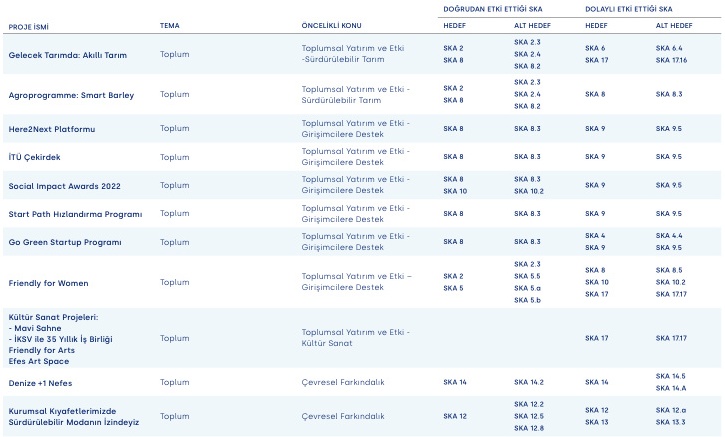 DOĞRUDAN ETKİ ETTİĞİ SKA DOLAYLI ETKİ ETTİĞİ SKA
PROJE İSMİ TEMA ÖNCELİKLİ KONU HEDEF ALT HEDEF HEDEF ALT HEDEF
Gelecek Tarımda: Akıllı Tarım
Toplum
Toplumsal Yatırım ve Etki
-Sürdürülebilir Tarım
SKA 2
SKA 8
SKA 2.3
SKA 2.4
SKA 8.2
SKA 6
SKA 17
SKA 6.4
SKA 17.16
Agroprogramme: Smart Barley
Toplum
Toplumsal Yatırım ve Etki -
Sürdürülebilir Tarım
SKA 2
SKA 8
SKA 2.3
SKA 2.4
SKA 8.2
SKA 8
SKA 8.3
Here2Next Platformu
Toplum
Toplumsal Yatırım ve Etki -
Girişimcilere Destek
SKA 8
SKA 8.3
SKA 9
SKA 9.5
İTÜ Çekirdek
Toplum
Toplumsal Yatırım ve Etki -
Girişimcilere Destek
SKA 8
SKA 8.3
SKA 9
SKA 9.5
Social Impact Awards 2022
Toplum
Toplumsal Yatırım ve Etki -
Girişimcilere Destek
SKA 8
SKA 10
SKA 8.3
SKA 10.2
SKA 9
SKA 9.5
Start Path Hızlandırma Programı
Toplum
Toplumsal Yatırım ve Etki -
Girişimcilere Destek
SKA 8
SKA 8.3
SKA 9
SKA 9.5
Go Green Startup Programı
Toplum
Toplumsal Yatırım ve Etki -
Girişimcilere Destek
SKA 8
SKA 8.3
SKA 4
SKA 9
SKA 4.4
SKA 9.5
Friendly for Women
Toplum
Toplumsal Yatırım ve Etki –
Girişimcilere Destek
SKA 2
SKA 5
SKA 2.3
SKA 5.5
SKA 5.a
SKA 5.b
SKA 8
SKA 10
SKA 17
SKA 8.5
SKA 10.2
SKA 17.17
Kültür Sanat Projeleri:
- Mavi Sahne
- İKSV ile 35 Yıllık İş Birliği
Friendly for Arts
Efes Art Space
Toplum
Toplumsal Yatırım ve Etki -
Kültür Sanat
SKA 17
SKA 17.17
Denize +1 Nefes
Toplum
Çevresel Farkındalık
SKA 14
SKA 14.2
SKA 14
SKA 14.5
SKA 14.A
Kurumsal Kıyafetlerimizde
Sürdürülebilir Modanın İzindeyiz
Toplum
Çevresel Farkındalık
SKA 12
SKA 12.2
SKA 12.5
SKA 12.8
SKA 12
SKA 13
SKA 12.a
SKA 13.3